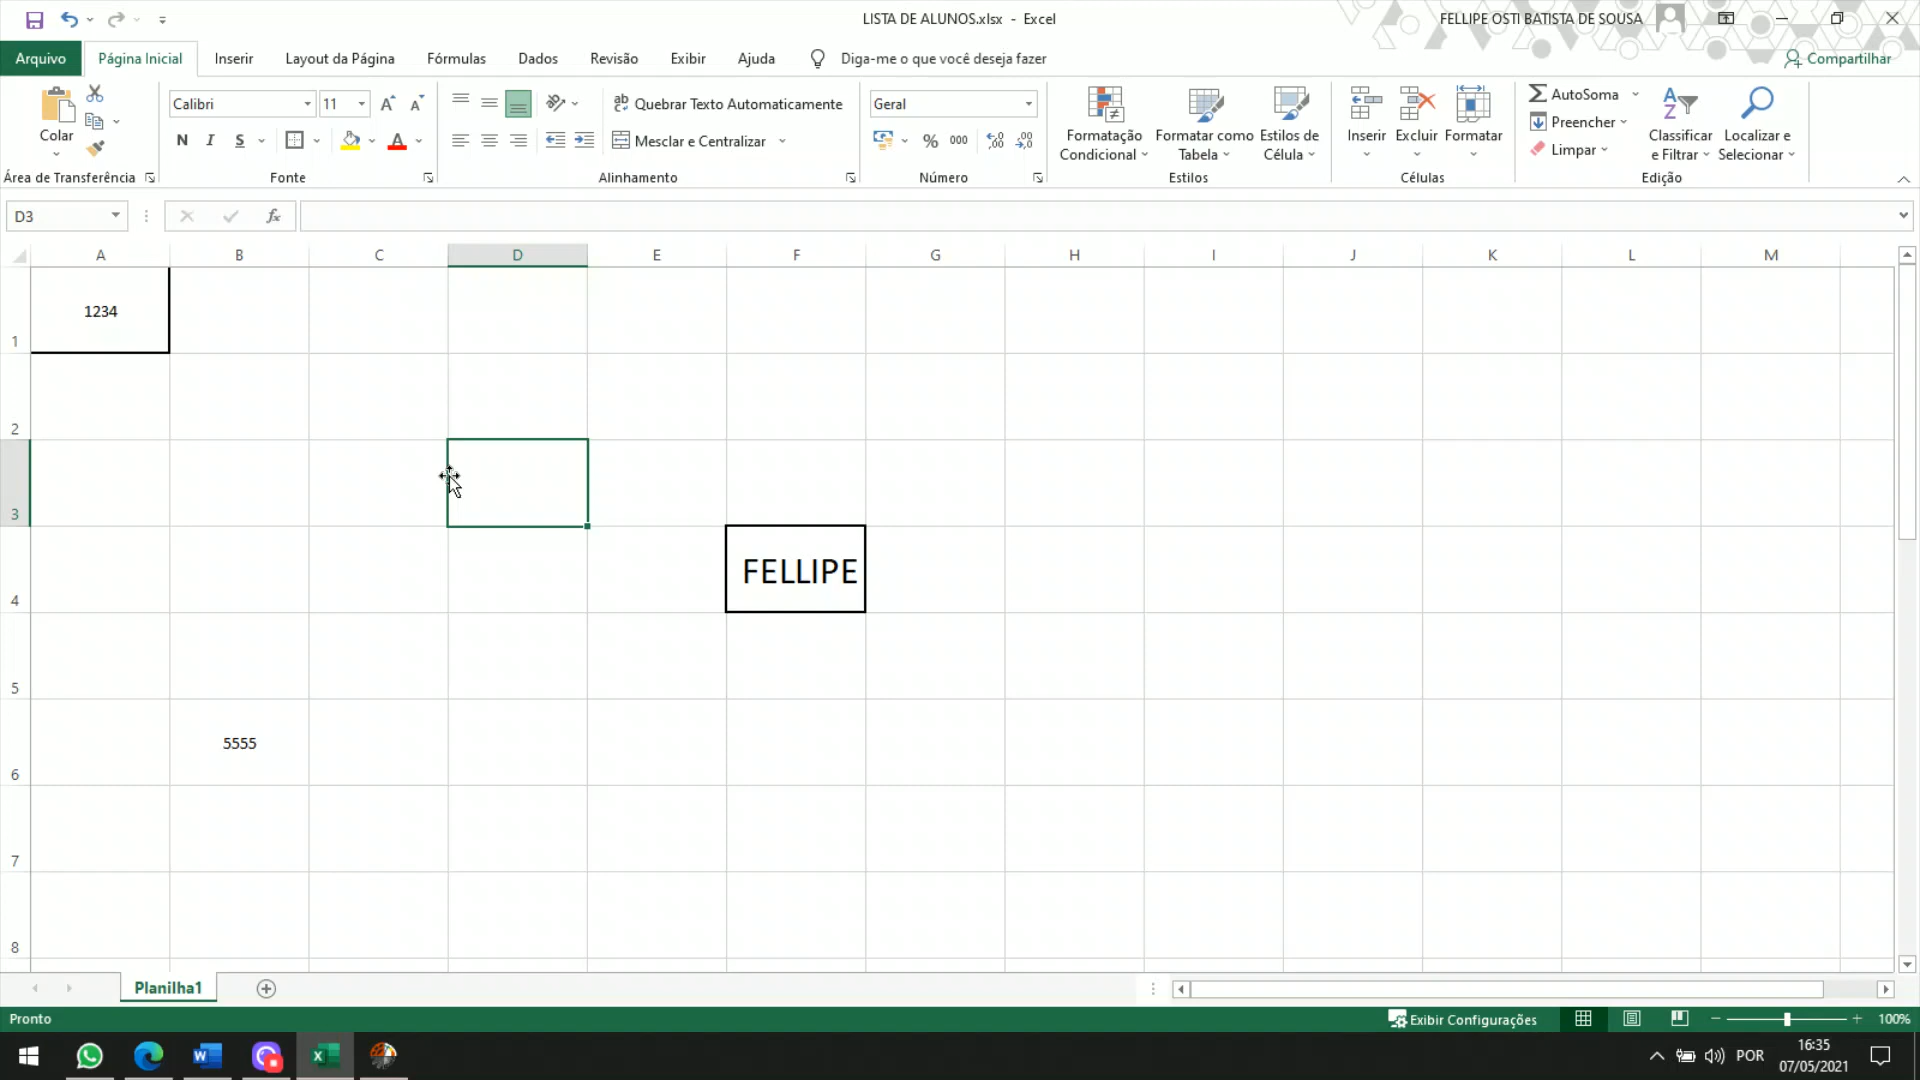 LISTA DE ALUNOS.xlsx - Excel
FELLIPE OSTI BATISTA DE SOUSA
Arquivo
Página Inicial
Inserir
Layout da Página
Fórmulas
Dados
Revisão
Exibir
Ajuda
Diga-me o que você deseja fazer
Compartilhar
Colar
Área de Transferência
Calibri
11
N I S
Fonte
Quebrar Texto Automaticamente
Mesclar e Centralizar
Alinhamento
Geral
% 000
Número
Formatação Condicional
Formatar como Tabela
Estilos de Célula
Estilos
Inserir
Excluir
Formatar
Células
AutoSoma
Preencher
Limpar
Classificar e Filtrar
Localizar e Selecionar
Edição
D3
fx
A B C D E F G H I J K L M
1 1234
2
3
4 FELLIPE
5
6 5555
7
8
Planilha1
Pronto
Exibir Configurações
100%
POR
16:35
07/05/2021